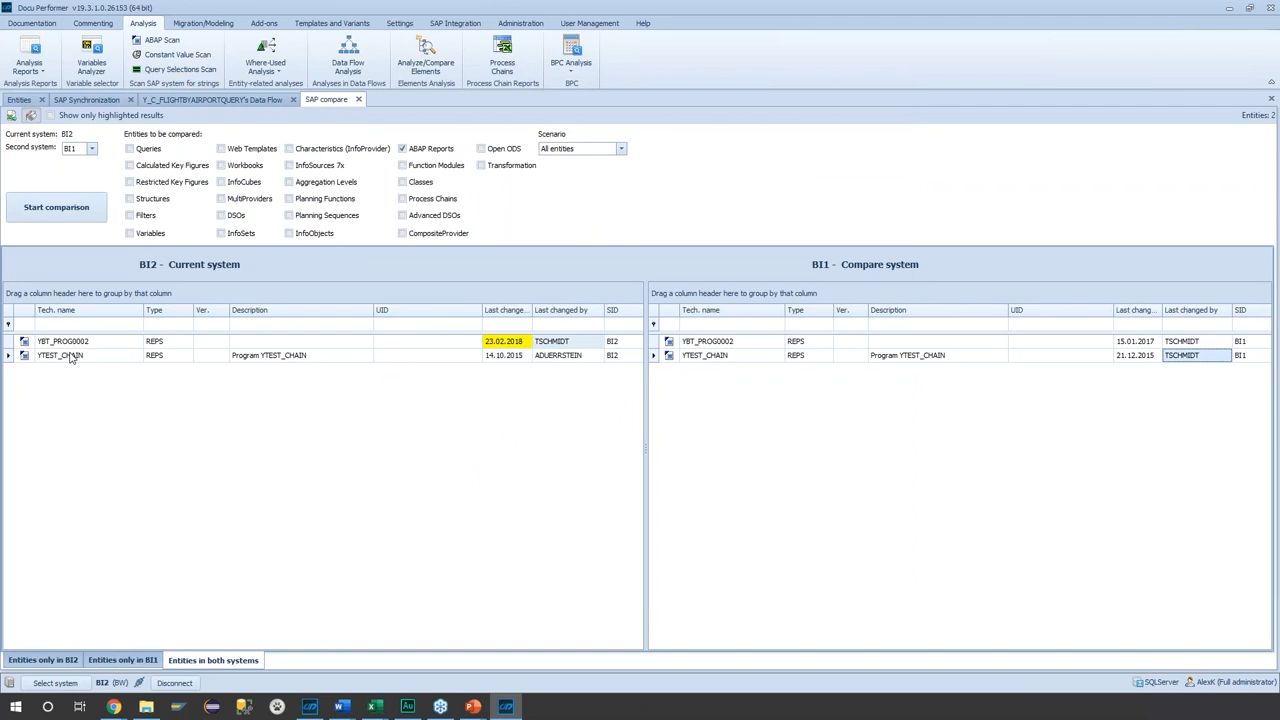 Docu Performer v19.3.1.0.26153 (64 bit)
Documentation Commenting Analysis Migration/Modeling Add-ons Templates and Variants Settings SAP Integration Administration User Management Help
Analysis Reports
Variables Analyzer
ABAP Scan
Constant Value Scan
Query Selections Scan
Where-Used Analysis
Data Flow Analysis
Analyze/Compare Elements
Process Chains
BPC Analysis
Analysis Reports Variable selector Scan SAP system for strings Entity-related analyses Analyses in Data Flows Elements Analysis Process Chain Reports BPC
Entities SAP Synchronization Y_C_FLIGHTBYAIRPORTQUERY's Data Flow SAP compare
Show only highlighted results Entities: 2
Current system: BI2 Entities to be compared: Scenario
Second system: BI1 Queries Web Templates Characteristics (InfoProvider) ABAP Reports Open ODS All entities
Calculated Key Figures Workbooks InfoSources 7x Function Modules Transformation
Restricted Key Figures InfoCubes Aggregation Levels Classes
Structures MultiProviders Planning Functions Process Chains
Start comparison
Filters DSOs Planning Sequences Advanced DSOs
Variables InfoSets InfoObjects CompositeProvider
BI2 - Current system BI1 - Compare system
Drag a column header here to group by that column Drag a column header here to group by that column
Tech. name Type Ver. Description UID Last change... Last changed by SID Tech. name Type Ver. Description UID Last chang... Last changed by SID
YBT_PROG0002 REPS 23.02.2018 TSCHMIDT BI2 YBT_PROG0002 REPS 15.01.2017 TSCHMIDT BI1
YTEST_CHAIN REPS Program YTEST_CHAIN 14.10.2015 ADUERRSTEIN BI2 YTEST_CHAIN REPS Program YTEST_CHAIN 21.12.2015 TSCHMIDT BI1
Entities only in BI2 Entities only in BI1 Entities in both systems
Select system BI2 (BW) Disconnect SQLServer AlexK (Full administrator)